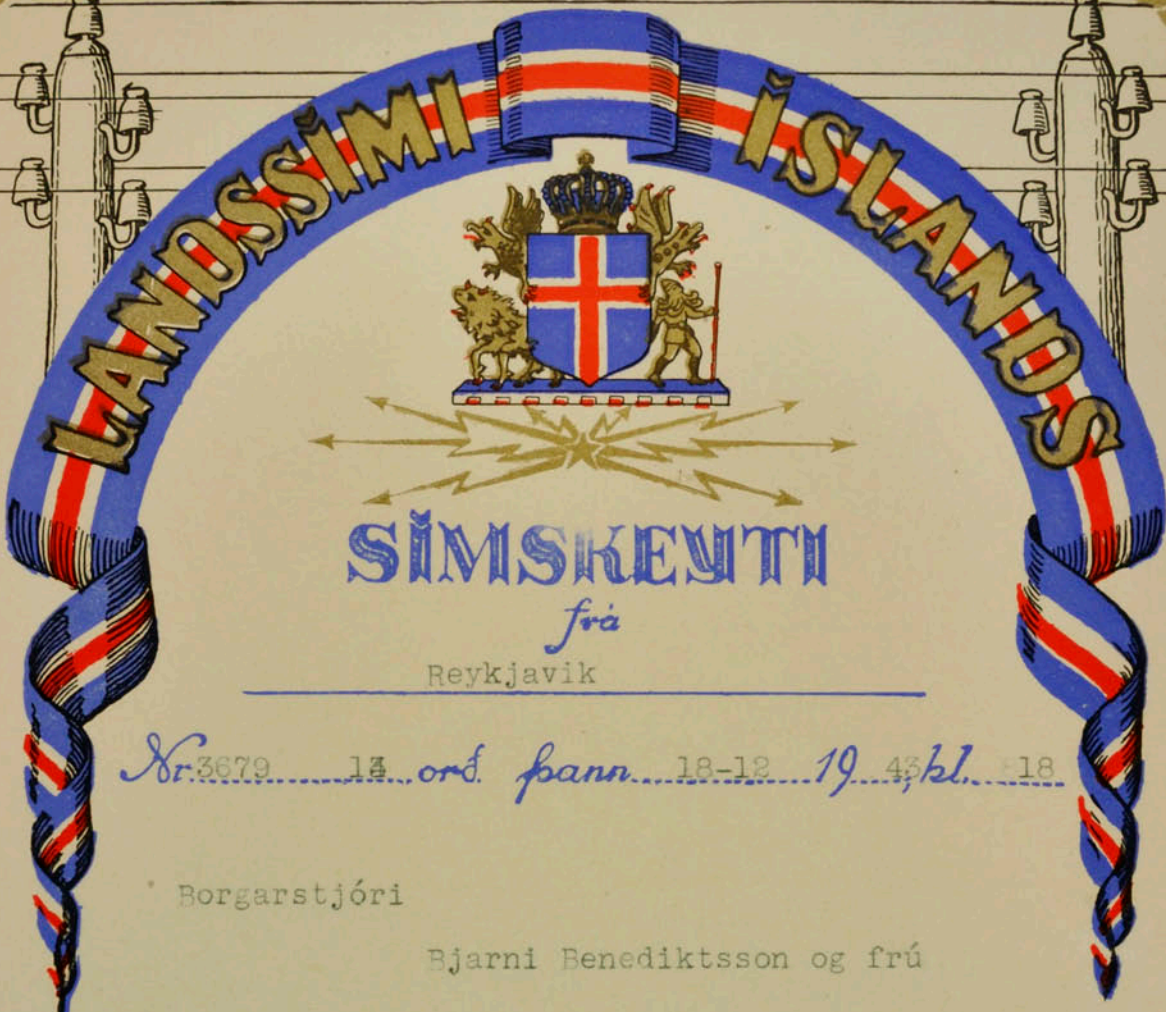 LANDSSÍMI ÍSLANDS
SÍMSKEYTI
frá
Reykjavik
Nr. 3679 orð þann 18-12 19 43, kl. 18
Borgarstjóri
Bjarni Benediktsson og frú